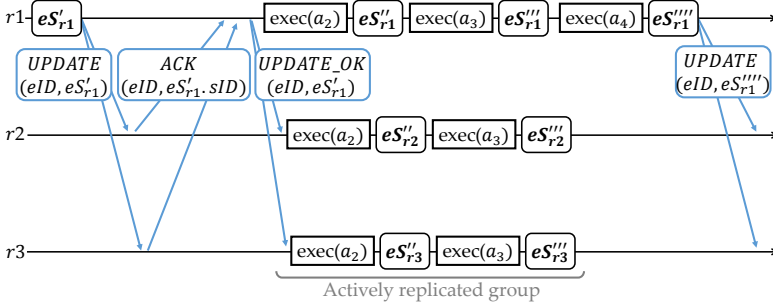 r1 eS′r1 exec(a2) eS″r1 exec(a3) eS‴r1 exec(a4) eS⁗r1
UPDATE
(eID, eS′r1)
ACK
(eID, eS′r1.sID)
UPDATE_OK
(eID, eS′r1)
UPDATE
(eID, eS⁗r1)
r2 exec(a2) eS″r2 exec(a3) eS‴r2
r3 exec(a2) eS″r3 exec(a3) eS‴r3
Actively replicated group